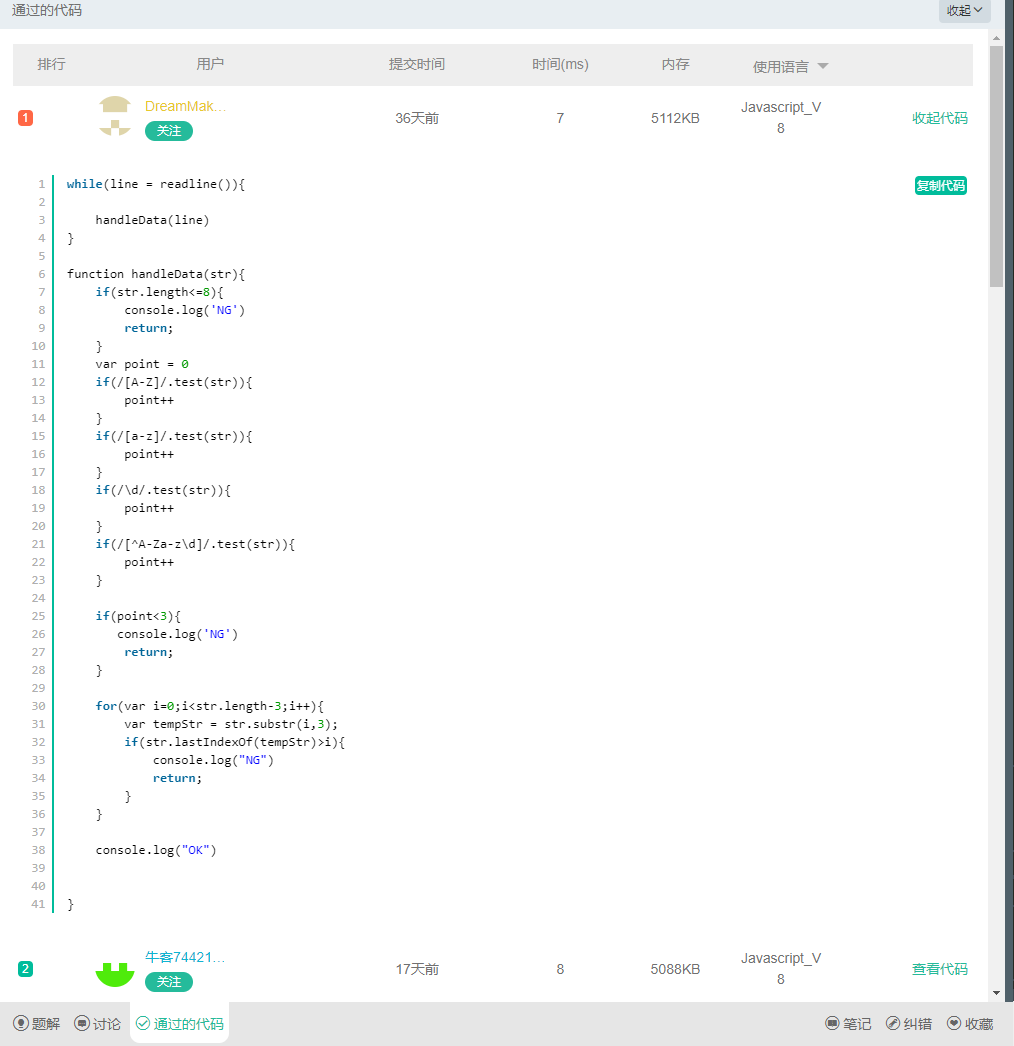 通过的代码 收起
排行 用户 提交时间 时间(ms) 内存 使用语言
1 DreamMak... 关注 36天前 7 5112KB Javascript_V8 收起代码
复制代码
1 while(line = readline()){
2
3     handleData(line)
4 }
5
6 function handleData(str){
7     if(str.length<=8){
8         console.log('NG')
9         return;
10     }
11     var point = 0
12     if(/[A-Z]/.test(str)){
13         point++
14     }
15     if(/[a-z]/.test(str)){
16         point++
17     }
18     if(/\d/.test(str)){
19         point++
20     }
21     if(/[^A-Za-z\d]/.test(str)){
22         point++
23     }
24
25     if(point<3){
26        console.log('NG')
27         return;
28     }
29
30     for(var i=0;i<str.length-3;i++){
31         var tempStr = str.substr(i,3);
32         if(str.lastIndexOf(tempStr)>i){
33             console.log("NG")
34             return;
35         }
36     }
37
38     console.log("OK")
39
40
41 }
2 牛客74421... 关注 17天前 8 5088KB Javascript_V8 查看代码
题解 讨论 通过的代码 笔记 纠错 收藏